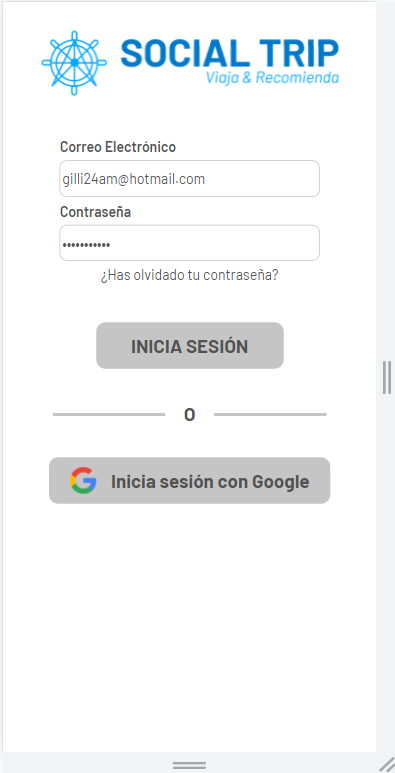 SOCIAL TRIP
Viaja & Recomienda
Correo Electrónico
gilli24am@hotmail.com
Contraseña
•••••••••••
¿Has olvidado tu contraseña?
INICIA SESIÓN
O
Inicia sesión con Google